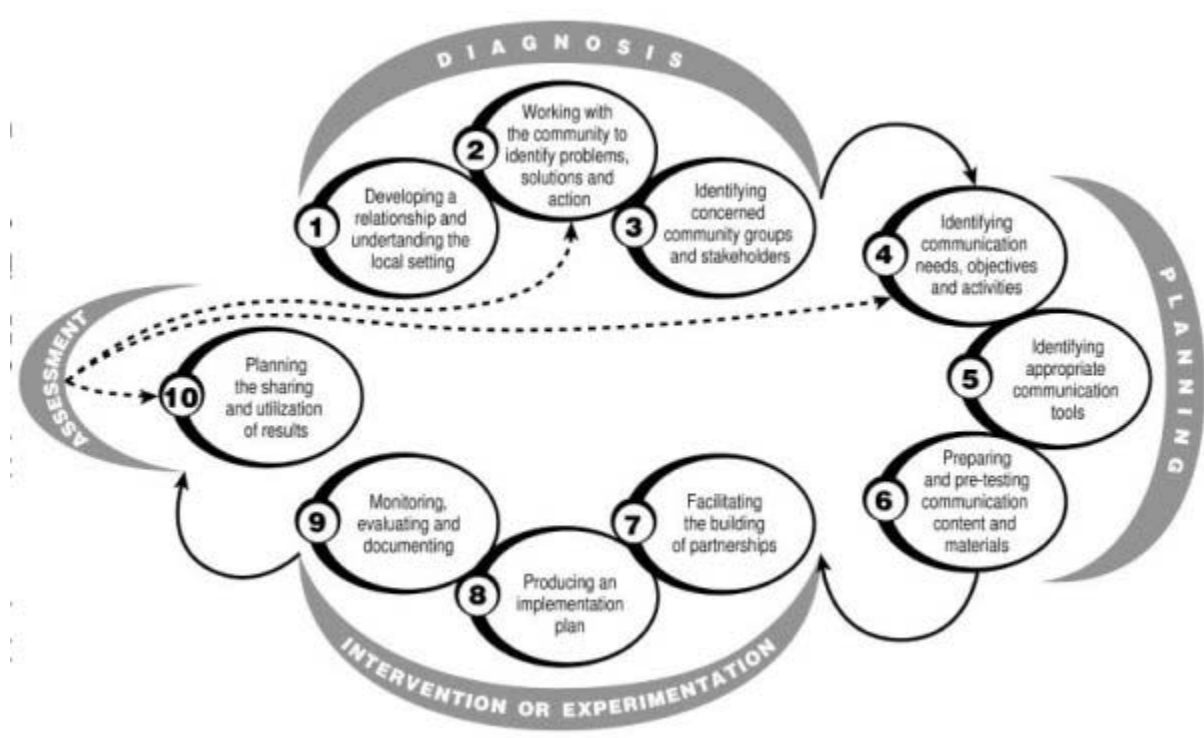 DIAGNOSIS
1
Developing a
relationship and
undertanding the
local setting
2
Working with
the community to
identify problems,
solutions and
action
3
Identifying
concerned
community groups
and stakeholders
PLANNING
4
Identifying
communication
needs, objectives
and activities
5
Identifying
appropriate
communication
tools
6
Preparing
and pre-testing
communication
content and
materials
INTERVENTION OR EXPERIMENTATION
7
Facilitating
the building
of partnerships
8
Producing an
implementation
plan
9
Monitoring,
evaluating and
documenting
ASSESSMENT
10
Planning
the sharing
and utilization
of results